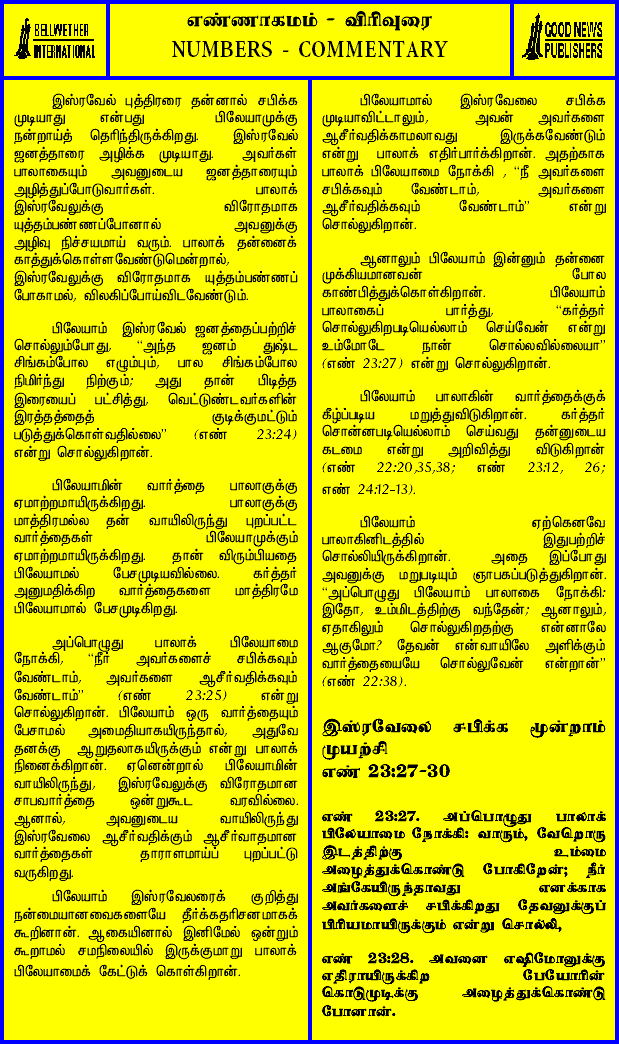 BELLWETHER
INTERNATIONAL
எண்ணாகமம் - விரிவுரை
NUMBERS - COMMENTARY
GOOD NEWS
PUBLISHERS
இஸ்ரவேல் புத்திரரை தன்னால் சபிக்க
முடியாது என்பது பிலேயாமுக்கு
நன்றாய்த் தெரிந்திருக்கிறது. இஸ்ரவேல்
ஜனத்தாரை அழிக்க முடியாது. அவர்கள்
பாலாகையும் அவனுடைய ஜனத்தாரையும்
அழித்துப்போடுவார்கள். பாலாக்
இஸ்ரவேலுக்கு விரோதமாக
யுத்தம்பண்ணப்போனால் அவனுக்கு
அழிவு நிச்சயமாய் வரும். பாலாக் தன்னைக்
காத்துக்கொள்ளவேண்டுமென்றால்,
இஸ்ரவேலுக்கு விரோதமாக யுத்தம்பண்ணப்
போகாமல், விலகிப்போய்விடவேண்டும்.
பிலேயாம் இஸ்ரவேல் ஜனத்தைப்பற்றிச்
சொல்லும்போது, “அந்த ஜனம் துஷ்ட
சிங்கம்போல எழும்பும், பால சிங்கம்போல
நிமிர்ந்து நிற்கும்; அது தான் பிடித்த
இரையைப் பட்சித்து, வெட்டுண்டவர்களின்
இரத்தத்தைத் குடிக்குமட்டும்
படுத்துக்கொள்வதில்லை” (எண் 23:24)
என்று சொல்லுகிறான்.
பிலேயாமின் வார்த்தை பாலாகுக்கு
ஏமாற்றமாயிருக்கிறது. பாலாகுக்கு
மாத்திரமல்ல தன் வாயிலிருந்து புறப்பட்ட
வார்த்தைகள் பிலேயாமுக்கும்
ஏமாற்றமாயிருக்கிறது. தான் விரும்பியதை
பிலேயாமல் பேசமுடியவில்லை. கர்த்தர்
அனுமதிக்கிற வார்த்தைகளை மாத்திரமே
பிலேயாமால் பேசமுடிகிறது.
அப்பொழுது பாலாக் பிலேயாமை
நோக்கி, “நீர் அவர்களைச் சபிக்கவும்
வேண்டாம், அவர்களை ஆசீர்வதிக்கவும்
வேண்டாம்” (எண் 23:25) என்று
சொல்லுகிறான். பிலேயாம் ஒரு வார்த்தையும்
பேசாமல் அமைதியாகயிருந்தால், அதுவே
தனக்கு ஆறுதலாகயிருக்கும் என்று பாலாக்
நினைக்கிறான். ஏனென்றால் பிலேயாமின்
வாயிலிருந்து, இஸ்ரவேலுக்கு விரோதமான
சாபவார்த்தை ஒன்றுகூட வரவில்லை.
ஆனால், அவனுடைய வாயிலிருந்து
இஸ்ரவேலை ஆசீர்வதிக்கும் ஆசீர்வாதமான
வார்த்தைகள் தாராளமாய்ப் புறப்பட்டு
வருகிறது.
பிலேயாம் இஸ்ரவேலரைக் குறித்து
நன்மையானவைகளையே தீர்க்கதரிசனமாகக்
கூறினான். ஆகையினால் இனிமேல் ஒன்றும்
கூறாமல் சமநிலையில் இருக்குமாறு பாலாக்
பிலேயாமைக் கேட்டுக் கொள்கிறான்.
பிலேயாமால் இஸ்ரவேலை சபிக்க
முடியாவிட்டாலும், அவன் அவர்களை
ஆசீர்வதிக்காமலாவது இருக்கவேண்டும்
என்று பாலாக் எதிர்பார்க்கிறான். அதற்காக
பாலாக் பிலேயாமை நோக்கி , “நீ அவர்களை
சபிக்கவும் வேண்டாம், அவர்களை
ஆசீர்வதிக்கவும் வேண்டாம்” என்று
சொல்லுகிறான்.
ஆனாலும் பிலேயாம் இன்னும் தன்னை
முக்கியமானவன் போல
காண்பித்துக்கொள்கிறான். பிலேயாம்
பாலாகைப் பார்த்து, “கர்த்தர்
சொல்லுகிறபடியெல்லாம் செய்வேன் என்று
உம்மோடே நான் சொல்லவில்லையா”
(எண் 23:27) என்று சொல்லுகிறான்.
பிலேயாம் பாலாகின் வார்த்தைக்குக்
கீழ்ப்படிய மறுத்துவிடுகிறான். கர்த்தர்
சொன்னபடியெல்லாம் செய்வது தன்னுடைய
கடமை என்று அறிவித்து விடுகிறான்
(எண் 22:20,35,38; எண் 23:12, 26;
எண் 24:12-13).
பிலேயாம் ஏற்கெனவே
பாலாகினிடத்தில் இதுபற்றிச்
சொல்லியிருக்கிறான். அதை இப்போது
அவனுக்கு மறுபடியும் ஞாபகப்படுத்துகிறான்.
“அப்பொழுது பிலேயாம் பாலாகை நோக்கி:
இதோ, உம்மிடத்திற்கு வந்தேன்; ஆனாலும்,
ஏதாகிலும் சொல்லுகிறதற்கு என்னாலே
ஆகுமோ? தேவன் என்வாயிலே அளிக்கும்
வார்த்தையையே சொல்லுவேன் என்றான்”
(எண் 22:38).
இஸ்ரவேலை சபிக்க மூன்றாம்
முயற்சி
எண் 23:27-30
எண் 23:27. அப்பொழுது பாலாக்
பிலேயாமை நோக்கி: வாரும், வேறொரு
இடத்திற்கு உம்மை
அழைத்துக்கொண்டு போகிறேன்; நீர்
அங்கேயிருந்தாவது எனக்காக
அவர்களைச் சபிக்கிறது தேவனுக்குப்
பிரியமாயிருக்கும் என்று சொல்லி,
எண் 23:28. அவனை எஷிமோனுக்கு
எதிராயிருக்கிற பேயோரின்
கொடுமுடிக்கு அழைத்துக்கொண்டு
போனான்.